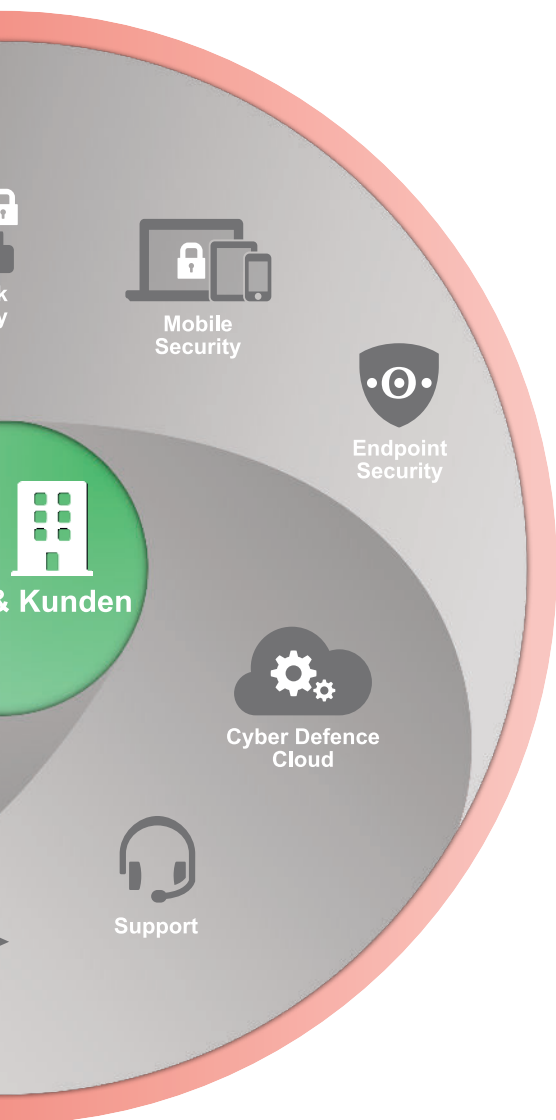 k
y
Mobile
Security
Endpoint
Security
& Kunden
Cyber Defence
Cloud
Support